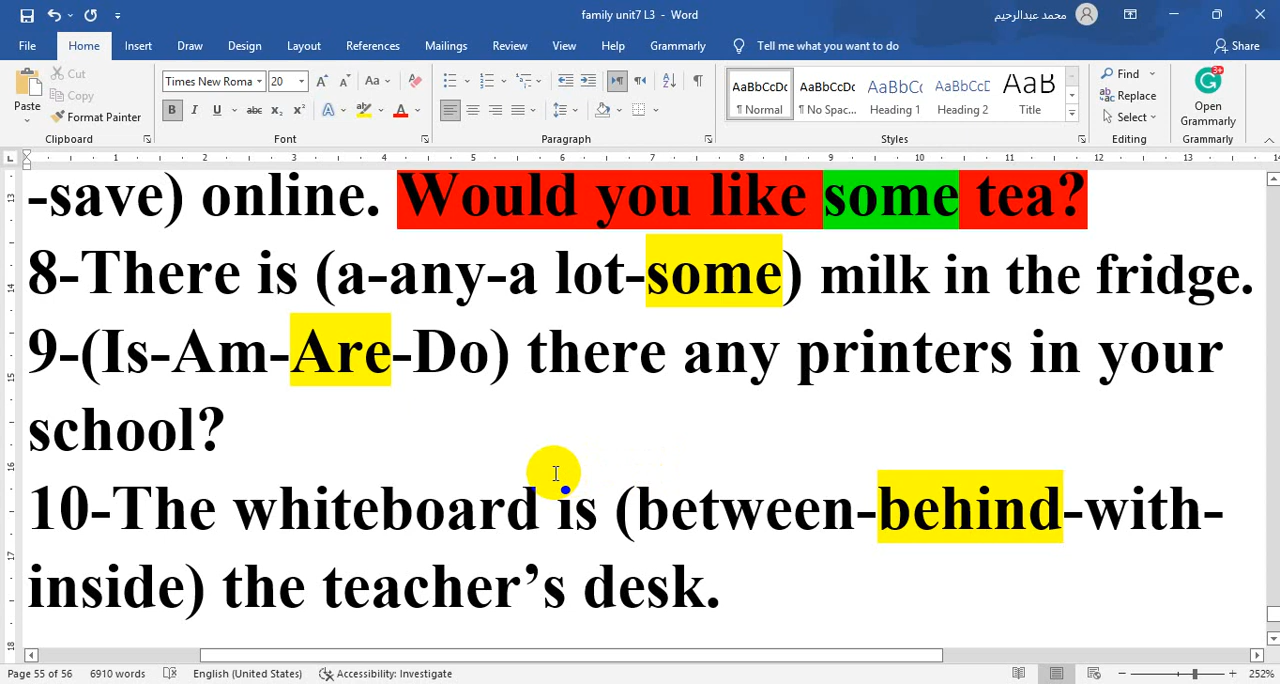 family unit7 L3 - Word
محمد عبدالرحيم
File Home Insert Draw Design Layout References Mailings Review View Help Grammarly Tell me what you want to do Share
Paste
Cut
Copy
Format Painter
Clipboard
Times New Roma 20
Font
Paragraph
AaBbCcDc AaBbCcDc AaBbC AaBbCcD AaB
¶ Normal ¶ No Spac... Heading 1 Heading 2 Title
Styles
Find
Replace
Select
Editing
Open
Grammarly
Grammarly
-save) online. Would you like some tea?
8-There is (a-any-a lot-some) milk in the fridge.
9-(Is-Am-Are-Do) there any printers in your
school?
10-The whiteboard is (between-behind-with-
inside) the teacher’s desk.
Page 55 of 56 6910 words English (United States) Accessibility: Investigate 252%